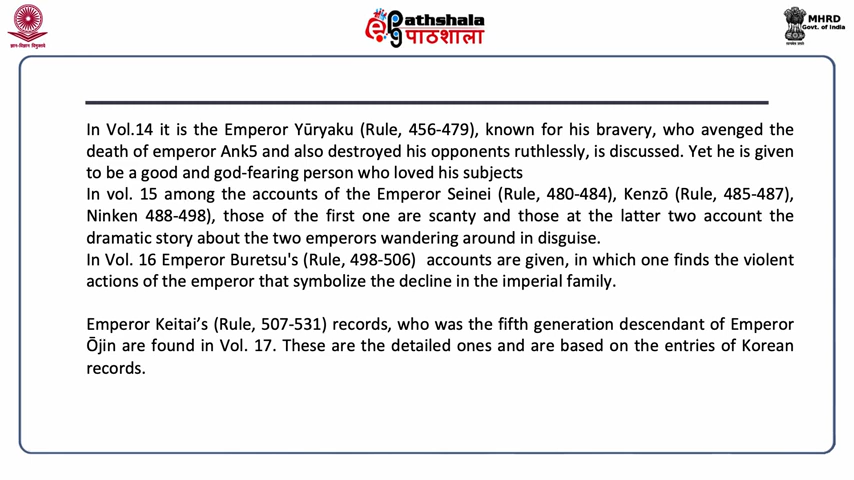 ज्ञान-विज्ञान विमुक्तये
ePathshala
पाठशाला
MHRD
Govt. of India
सत्यमेव जयते
In Vol.14 it is the Emperor Yūryaku (Rule, 456-479), known for his bravery, who avenged the
death of emperor Ank5 and also destroyed his opponents ruthlessly, is discussed. Yet he is given
to be a good and god-fearing person who loved his subjects
In vol. 15 among the accounts of the Emperor Seinei (Rule, 480-484), Kenzō (Rule, 485-487),
Ninken 488-498), those of the first one are scanty and those at the latter two account the
dramatic story about the two emperors wandering around in disguise.
In Vol. 16 Emperor Buretsu's (Rule, 498-506) accounts are given, in which one finds the violent
actions of the emperor that symbolize the decline in the imperial family.
Emperor Keitai’s (Rule, 507-531) records, who was the fifth generation descendant of Emperor
Ōjin are found in Vol. 17. These are the detailed ones and are based on the entries of Korean
records.